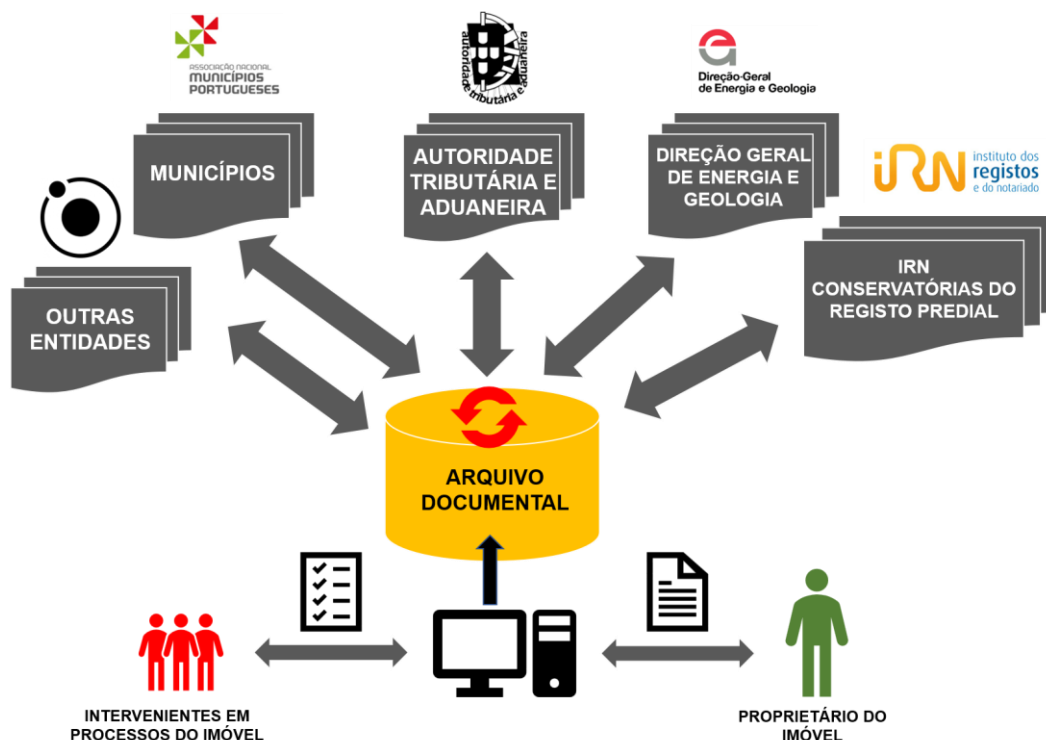 ASSOCIAÇÃO NACIONAL
MUNICÍPIOS
PORTUGUESES
autoridade tributária e aduaneira
Direção-Geral
de Energia e Geologia
iRN
instituto dos
registos
e do notariado
MUNICÍPIOS
AUTORIDADE
TRIBUTÁRIA E
ADUANEIRA
DIREÇÃO GERAL
DE ENERGIA E
GEOLOGIA
IRN
CONSERVATÓRIAS DO
REGISTO PREDIAL
OUTRAS
ENTIDADES
ARQUIVO
DOCUMENTAL
INTERVENIENTES EM
PROCESSOS DO IMÓVEL
PROPRIETÁRIO DO
IMÓVEL